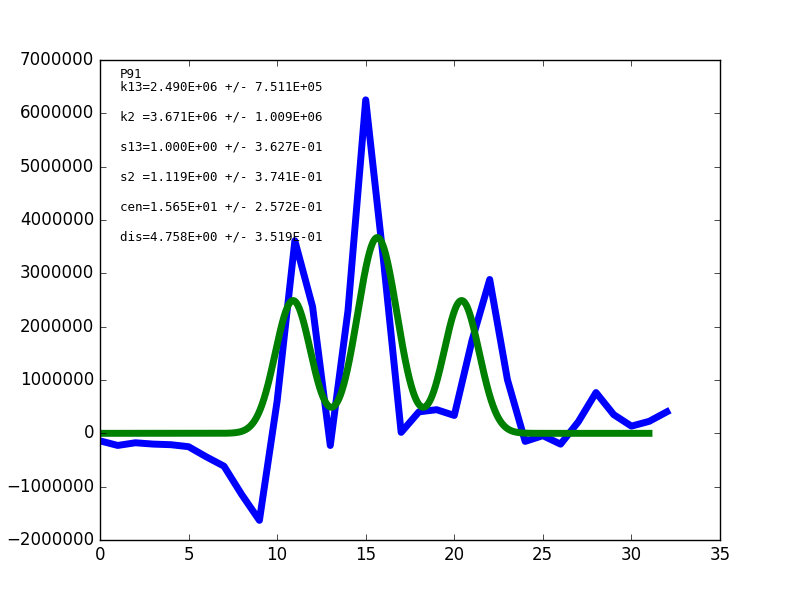 7000000
P91
k13=2.490E+06 +/- 7.511E+05
6000000
k2 =3.671E+06 +/- 1.009E+06
s13=1.000E+00 +/- 3.627E-01
5000000
s2 =1.119E+00 +/- 3.741E-01
cen=1.565E+01 +/- 2.572E-01
4000000
dis=4.758E+00 +/- 3.519E-01
3000000
2000000
1000000
0
−1000000
−2000000
0 5 10 15 20 25 30 35